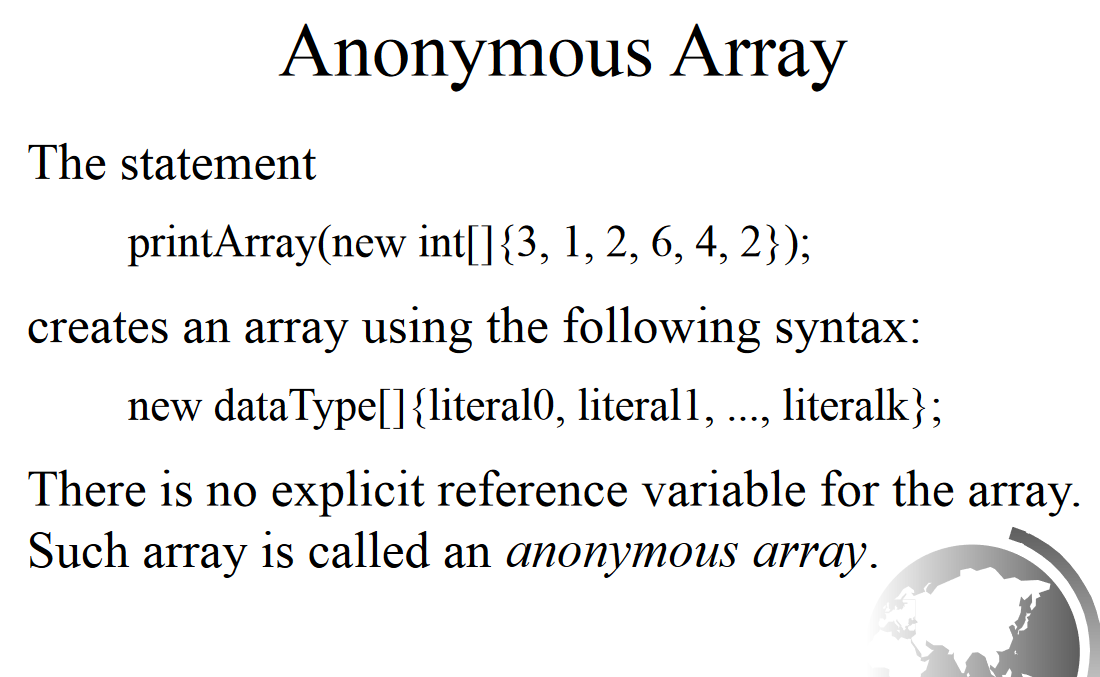 Anonymous Array
The statement
printArray(new int[]{3, 1, 2, 6, 4, 2});
creates an array using the following syntax:
new dataType[]{literal0, literal1, ..., literalk};
There is no explicit reference variable for the array.
Such array is called an anonymous array.